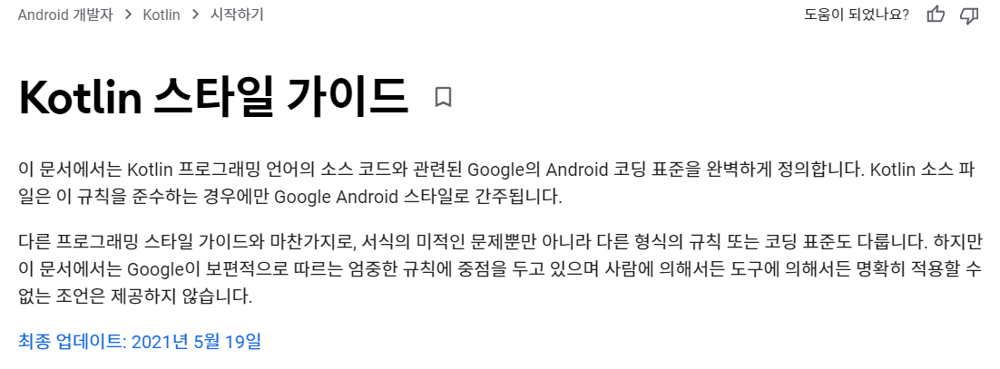 Android 개발자 > Kotlin > 시작하기
도움이 되었나요?
Kotlin 스타일 가이드
이 문서에서는 Kotlin 프로그래밍 언어의 소스 코드와 관련된 Google의 Android 코딩 표준을 완벽하게 정의합니다. Kotlin 소스 파
일은 이 규칙을 준수하는 경우에만 Google Android 스타일로 간주됩니다.
다른 프로그래밍 스타일 가이드와 마찬가지로, 서식의 미적인 문제뿐만 아니라 다른 형식의 규칙 또는 코딩 표준도 다룹니다. 하지만
이 문서에서는 Google이 보편적으로 따르는 엄중한 규칙에 중점을 두고 있으며 사람에 의해서든 도구에 의해서든 명확히 적용할 수
없는 조언은 제공하지 않습니다.
최종 업데이트: 2021년 5월 19일